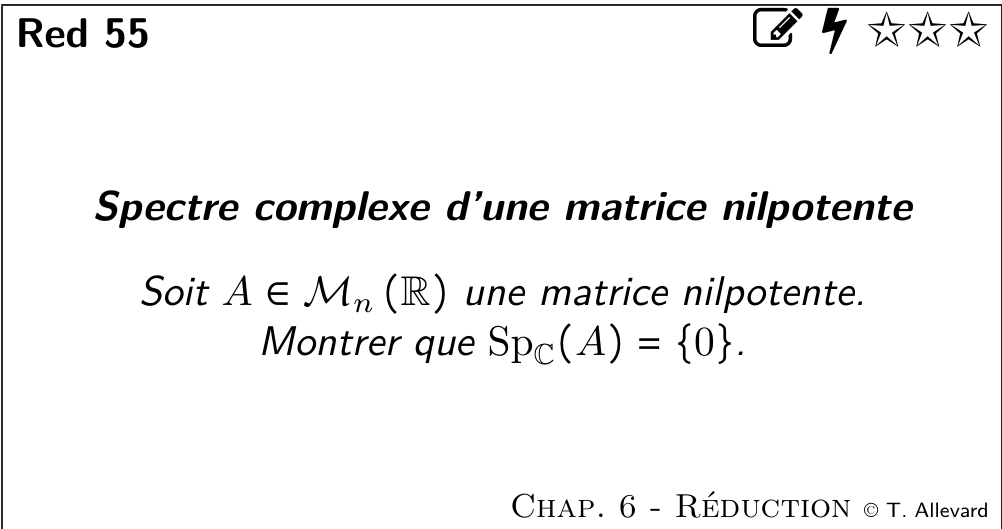 Red 55
Spectre complexe d'une matrice nilpotente
Soit A ∈ ℳₙ (ℝ) une matrice nilpotente.
Montrer que Sp_ℂ(A) = {0}.
CHAP. 6 - RÉDUCTION © T. Allevard